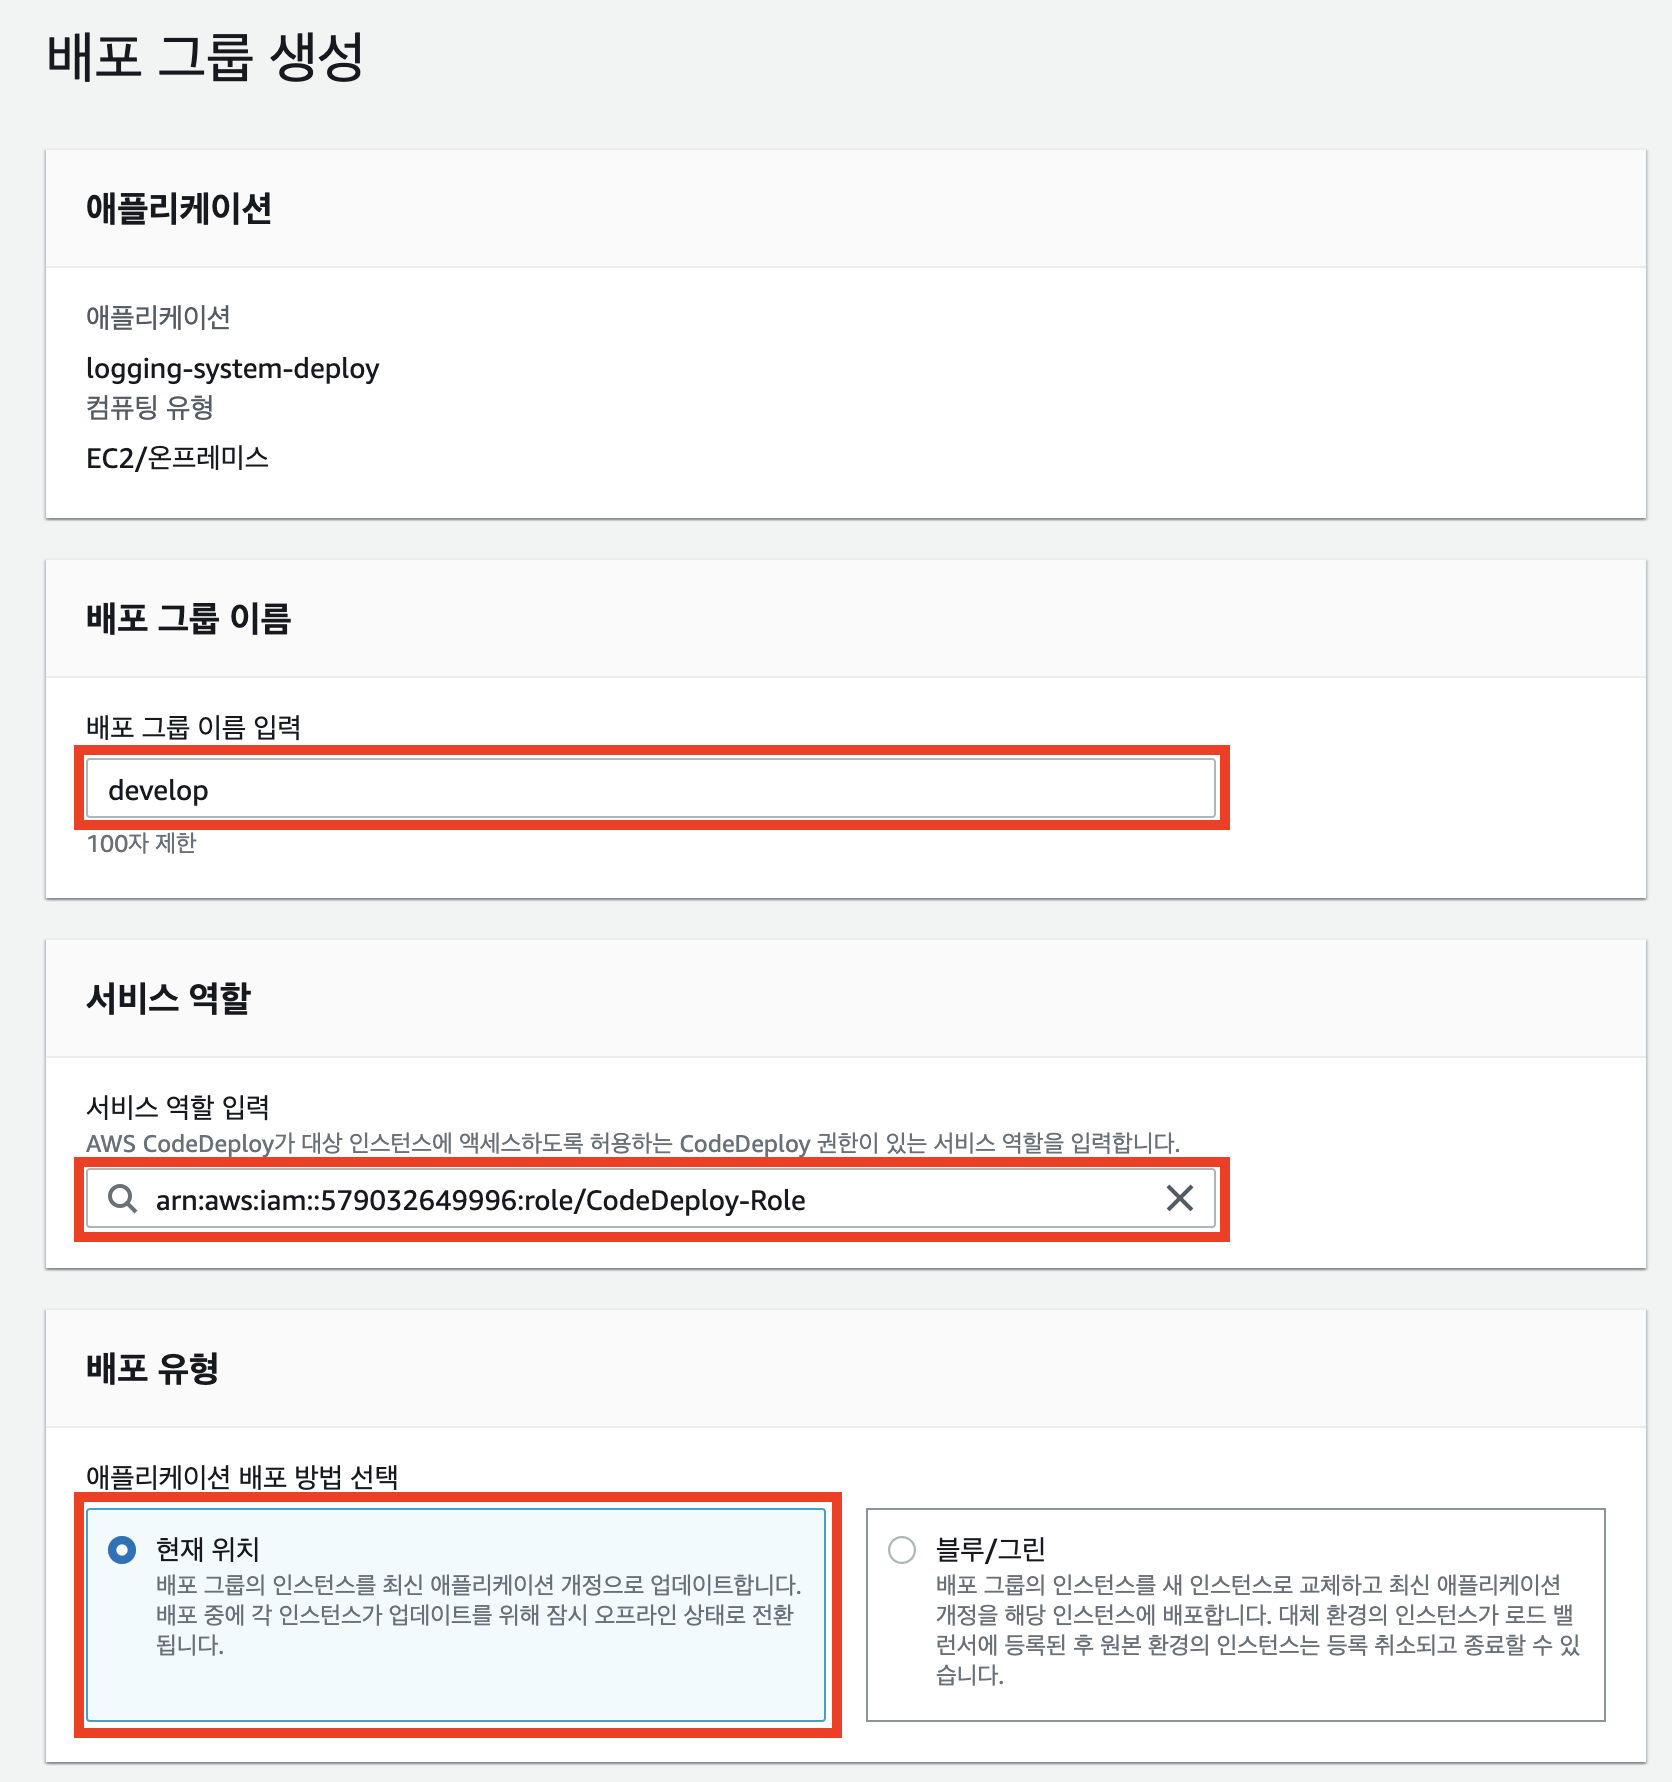 배포 그룹 생성
애플리케이션
애플리케이션
logging-system-deploy
컴퓨팅 유형
EC2/온프레미스
배포 그룹 이름
배포 그룹 이름 입력
develop
100자 제한
서비스 역할
서비스 역할 입력
AWS CodeDeploy가 대상 인스턴스에 액세스하도록 허용하는 CodeDeploy 권한이 있는 서비스 역할을 입력합니다.
arn:aws:iam::579032649996:role/CodeDeploy-Role
배포 유형
애플리케이션 배포 방법 선택
현재 위치
배포 그룹의 인스턴스를 최신 애플리케이션 개정으로 업데이트합니다.
배포 중에 각 인스턴스가 업데이트를 위해 잠시 오프라인 상태로 전환
됩니다.
블루/그린
배포 그룹의 인스턴스를 새 인스턴스로 교체하고 최신 애플리케이션
개정을 해당 인스턴스에 배포합니다. 대체 환경의 인스턴스가 로드 밸
런서에 등록된 후 원본 환경의 인스턴스는 등록 취소되고 종료할 수 있
습니다.